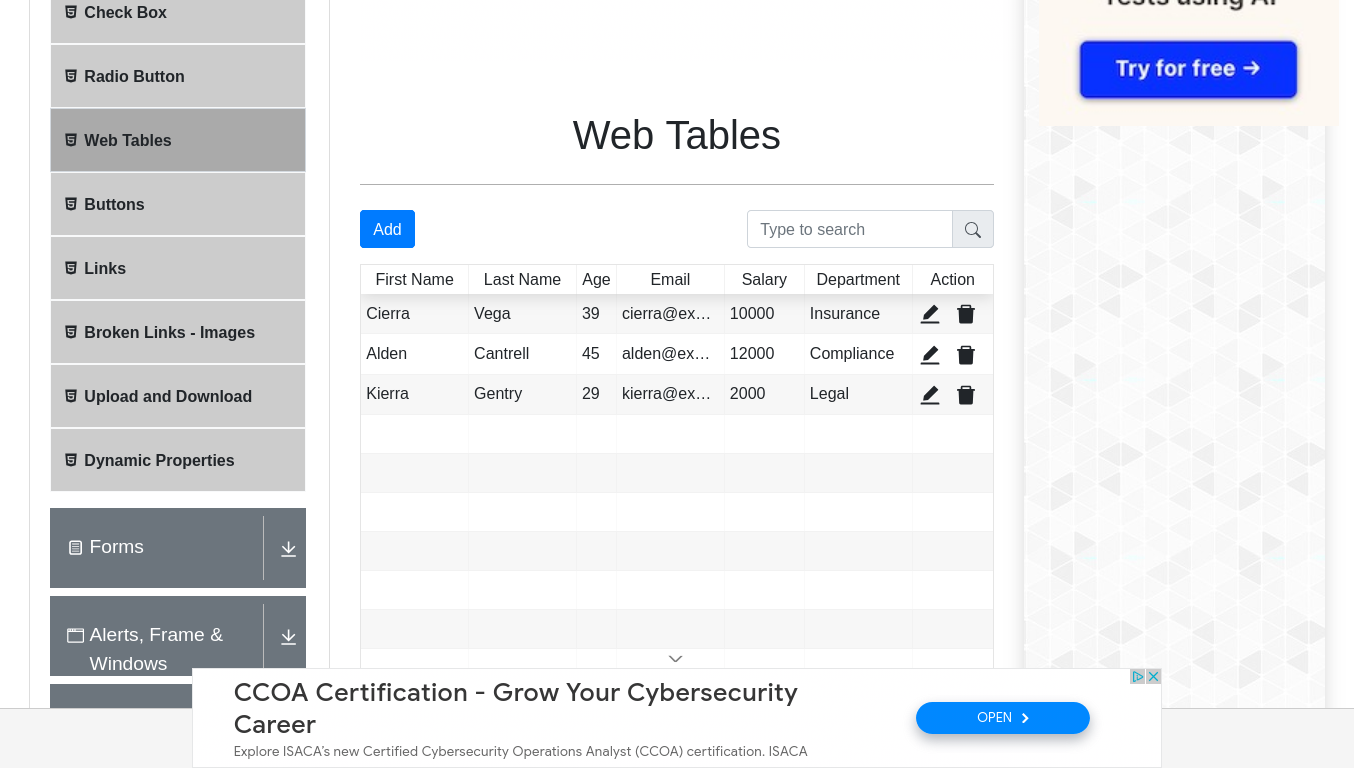 Check Box
Radio Button
Web Tables
Buttons
Links
Broken Links - Images
Upload and Download
Dynamic Properties
Forms
Alerts, Frame &
Windows
Web Tables
Add
Type to search
First Name Last Name Age Email Salary Department Action
Cierra Vega 39 cierra@ex… 10000 Insurance
Alden Cantrell 45 alden@ex… 12000 Compliance
Kierra Gentry 29 kierra@ex… 2000 Legal
Tests using AI
Try for free →
CCOA Certification - Grow Your Cybersecurity
Career
Explore ISACA's new Certified Cybersecurity Operations Analyst (CCOA) certification. ISACA
OPEN